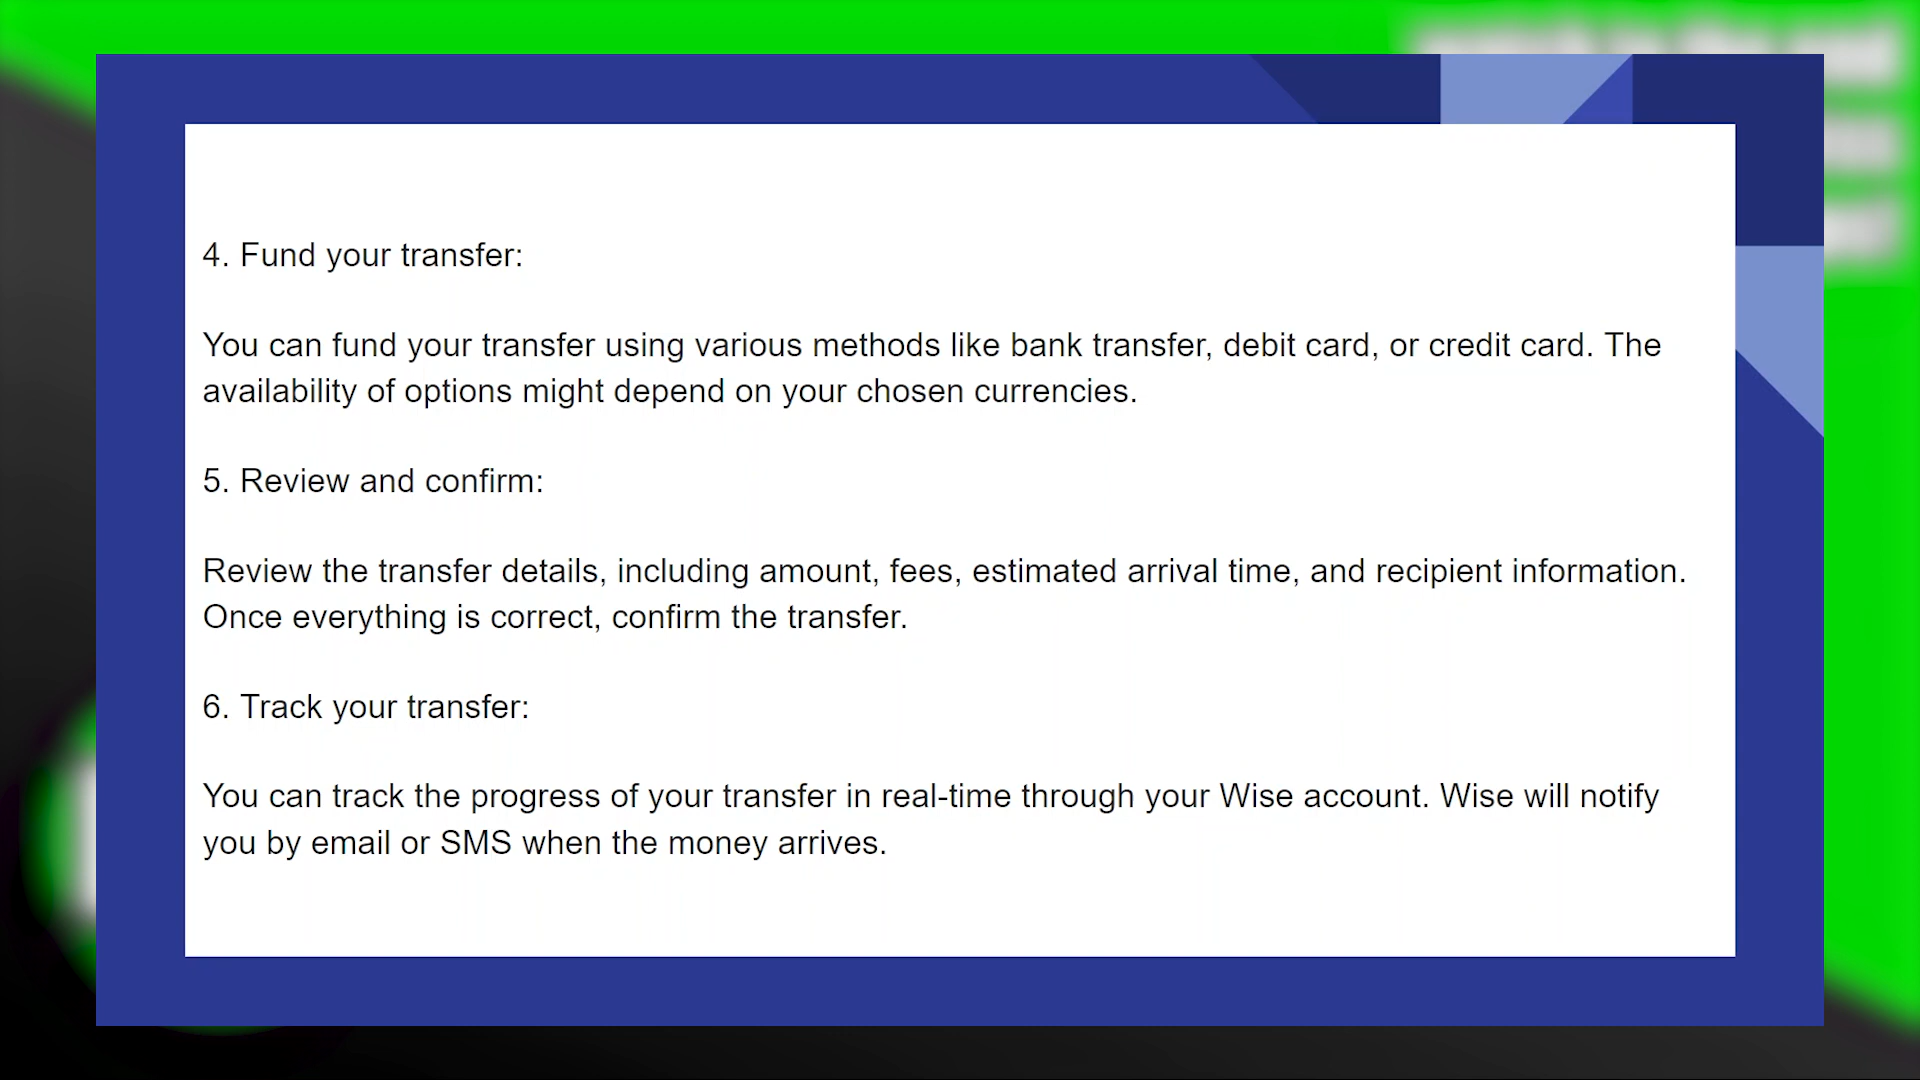 4. Fund your transfer:
You can fund your transfer using various methods like bank transfer, debit card, or credit card. The
availability of options might depend on your chosen currencies.
5. Review and confirm:
Review the transfer details, including amount, fees, estimated arrival time, and recipient information.
Once everything is correct, confirm the transfer.
6. Track your transfer:
You can track the progress of your transfer in real-time through your Wise account. Wise will notify
you by email or SMS when the money arrives.